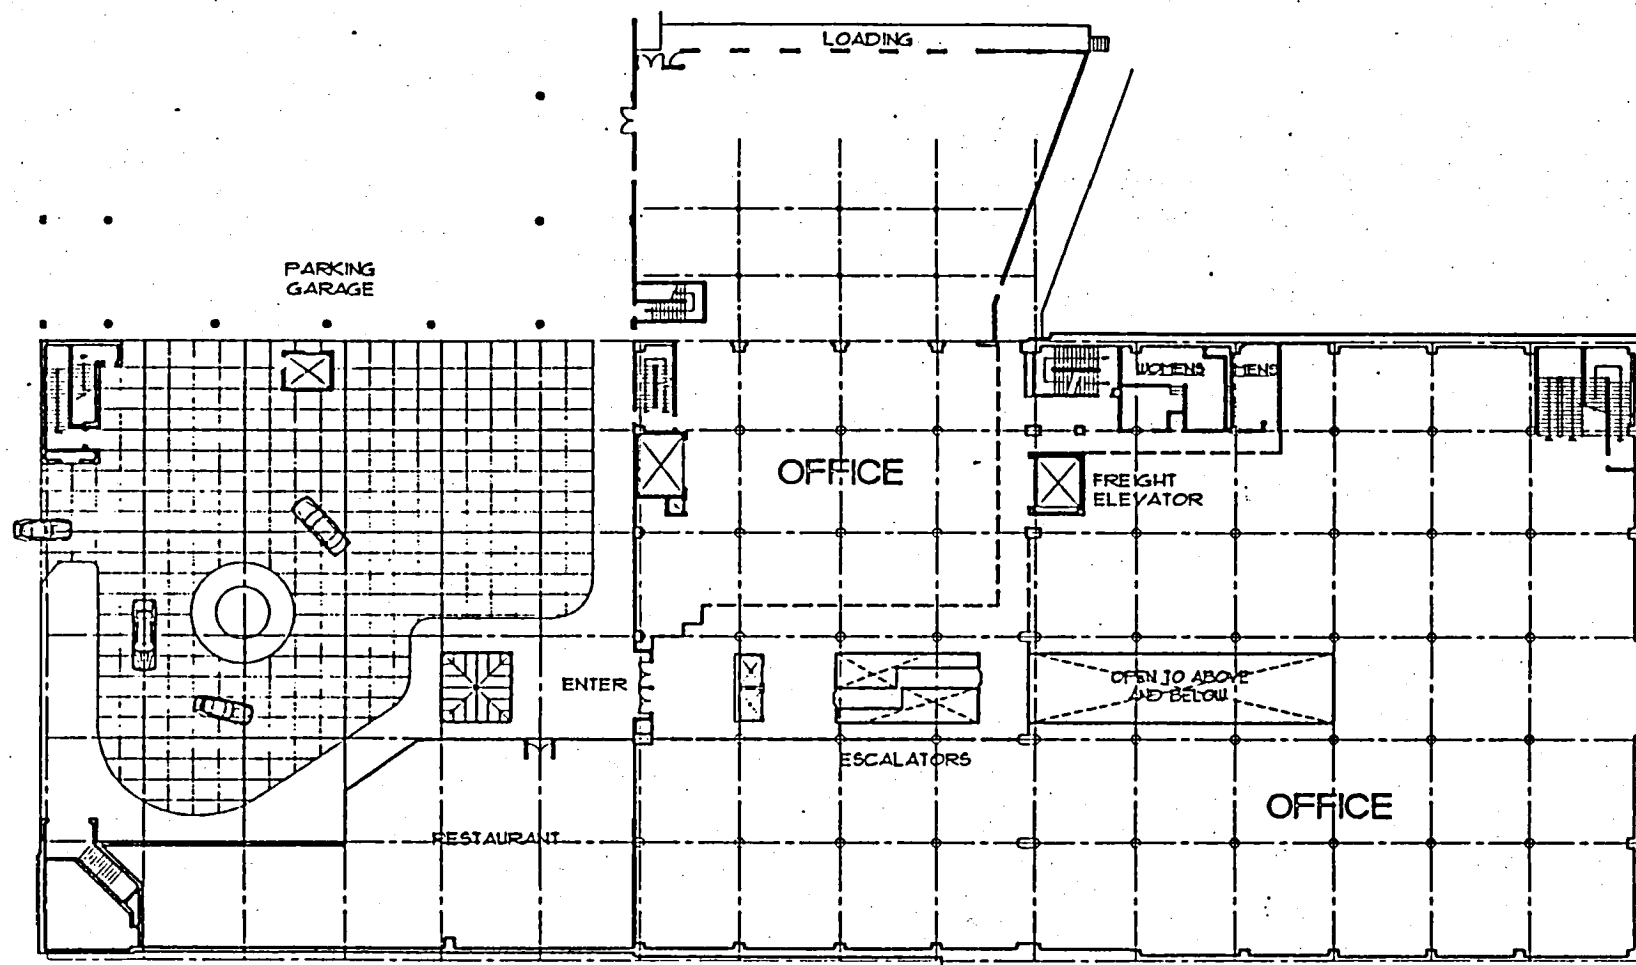 LOADING
PARKING
GARAGE
WOMENS
MENS
OFFICE
FREIGHT
ELEVATOR
ENTER
OPEN TO ABOVE
AND BELOW
ESCALATORS
OFFICE
RESTAURANT